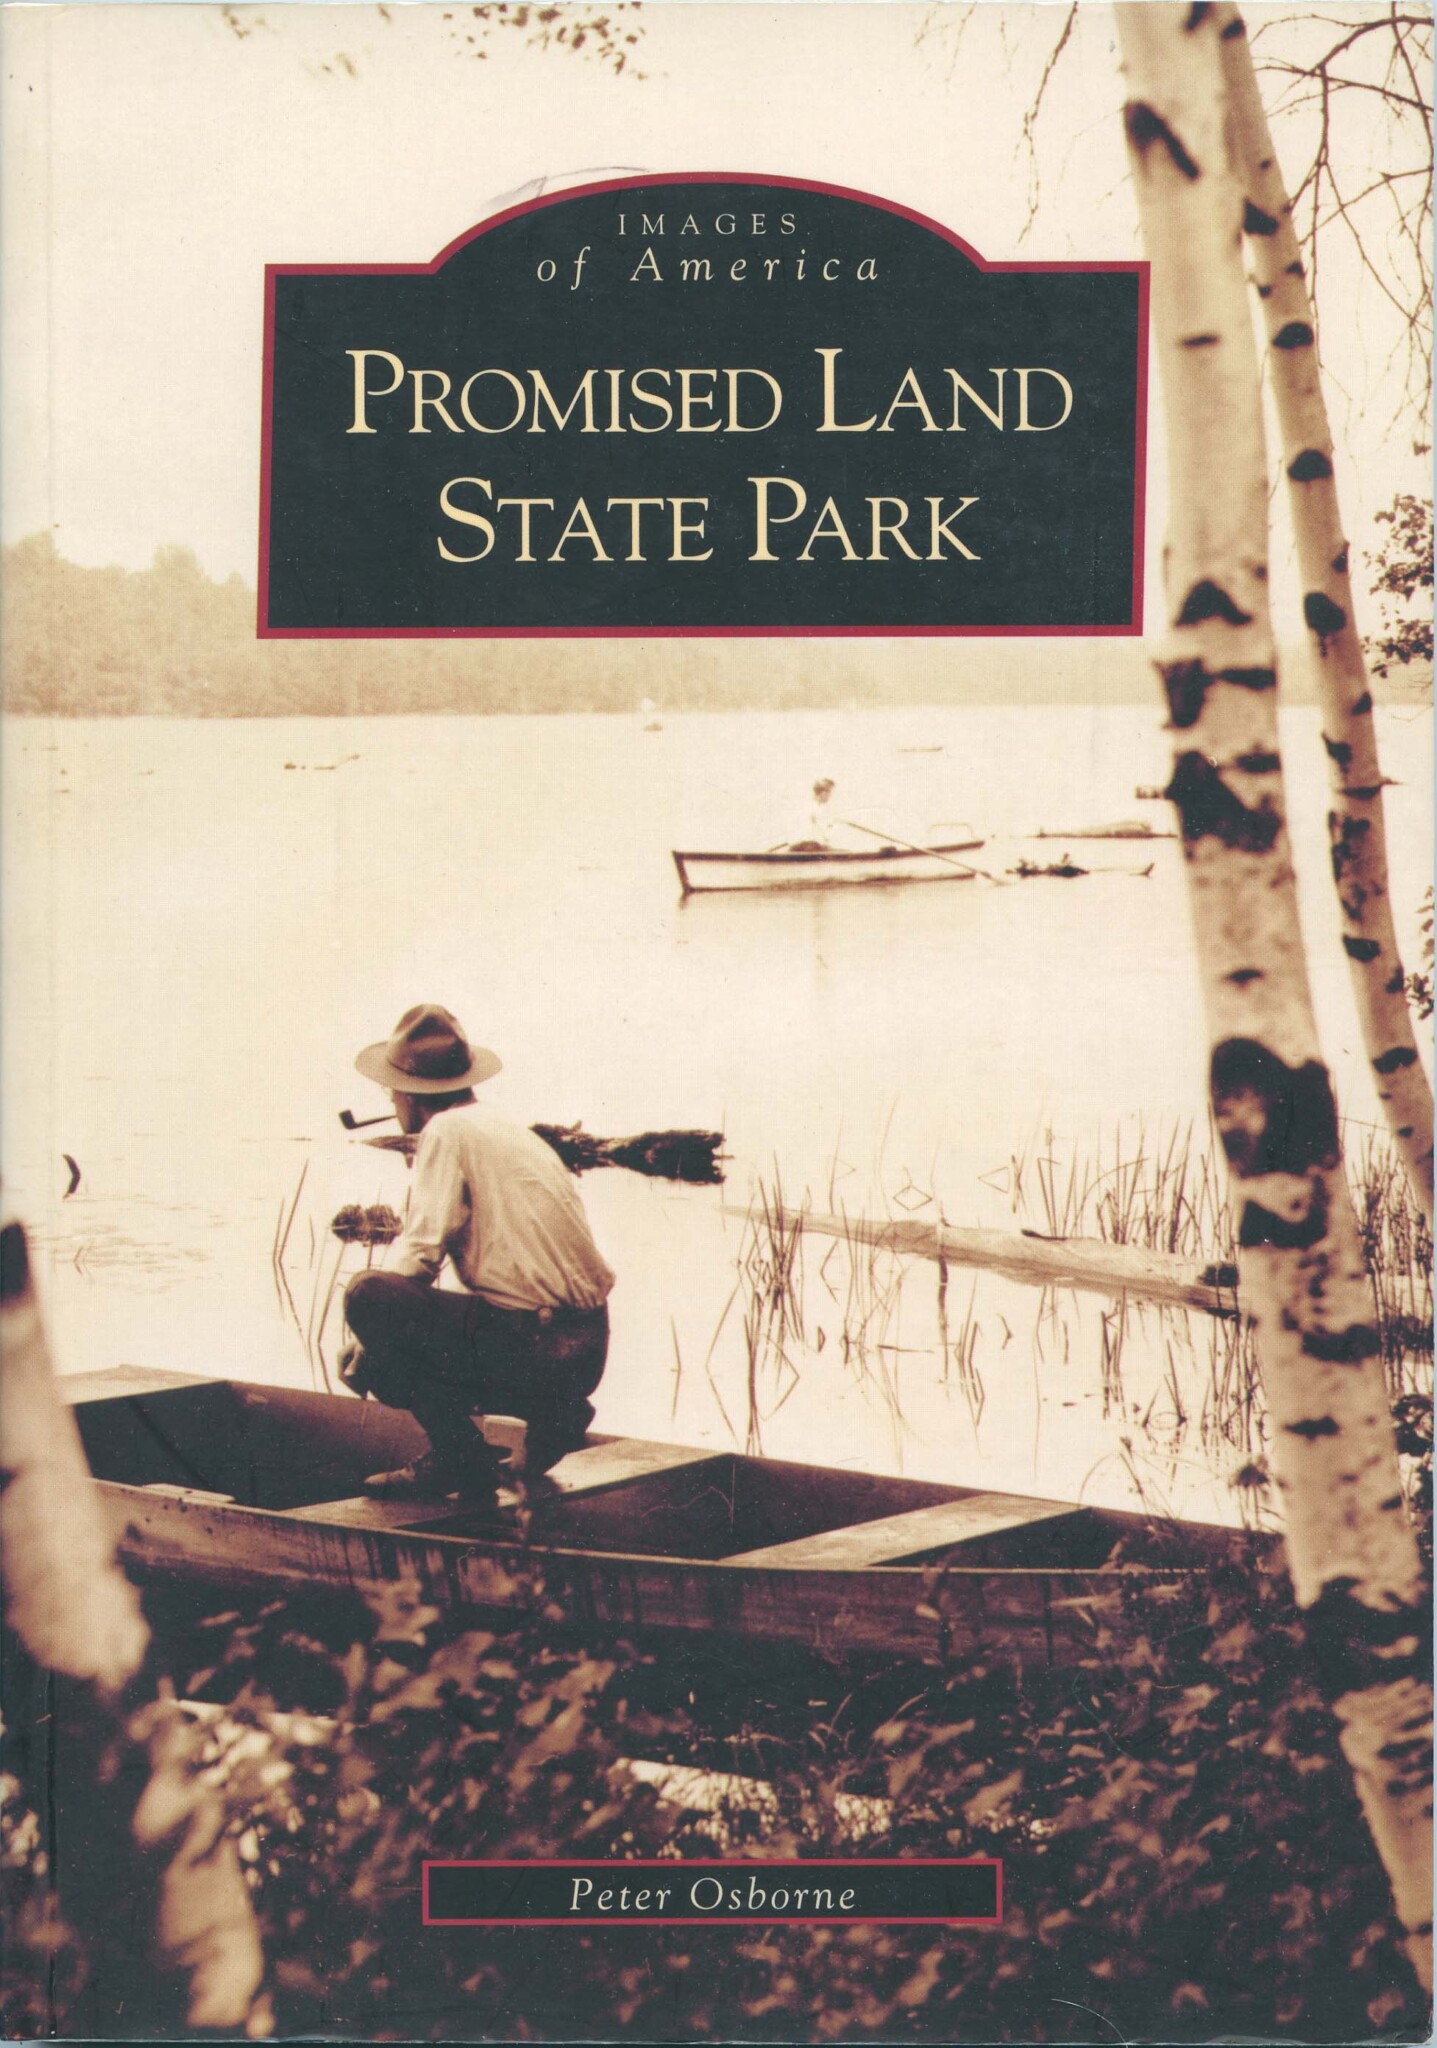 IMAGES
of America
PROMISED LAND
STATE PARK
Peter Osborne